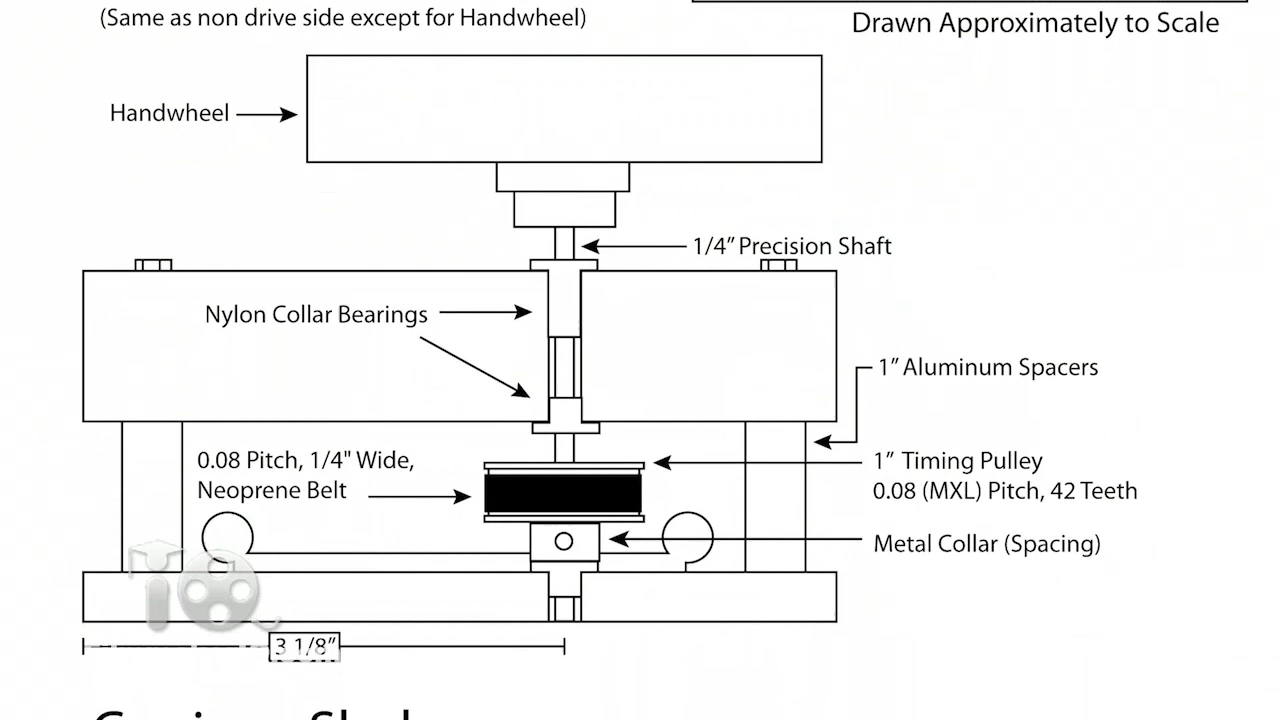 (Same as non drive side except for Handwheel)
Drawn Approximately to Scale
Handwheel
1/4” Precision Shaft
Nylon Collar Bearings
1” Aluminum Spacers
0.08 Pitch, 1/4" Wide,
Neoprene Belt
1” Timing Pulley
0.08 (MXL) Pitch, 42 Teeth
Metal Collar (Spacing)
3 1/8”